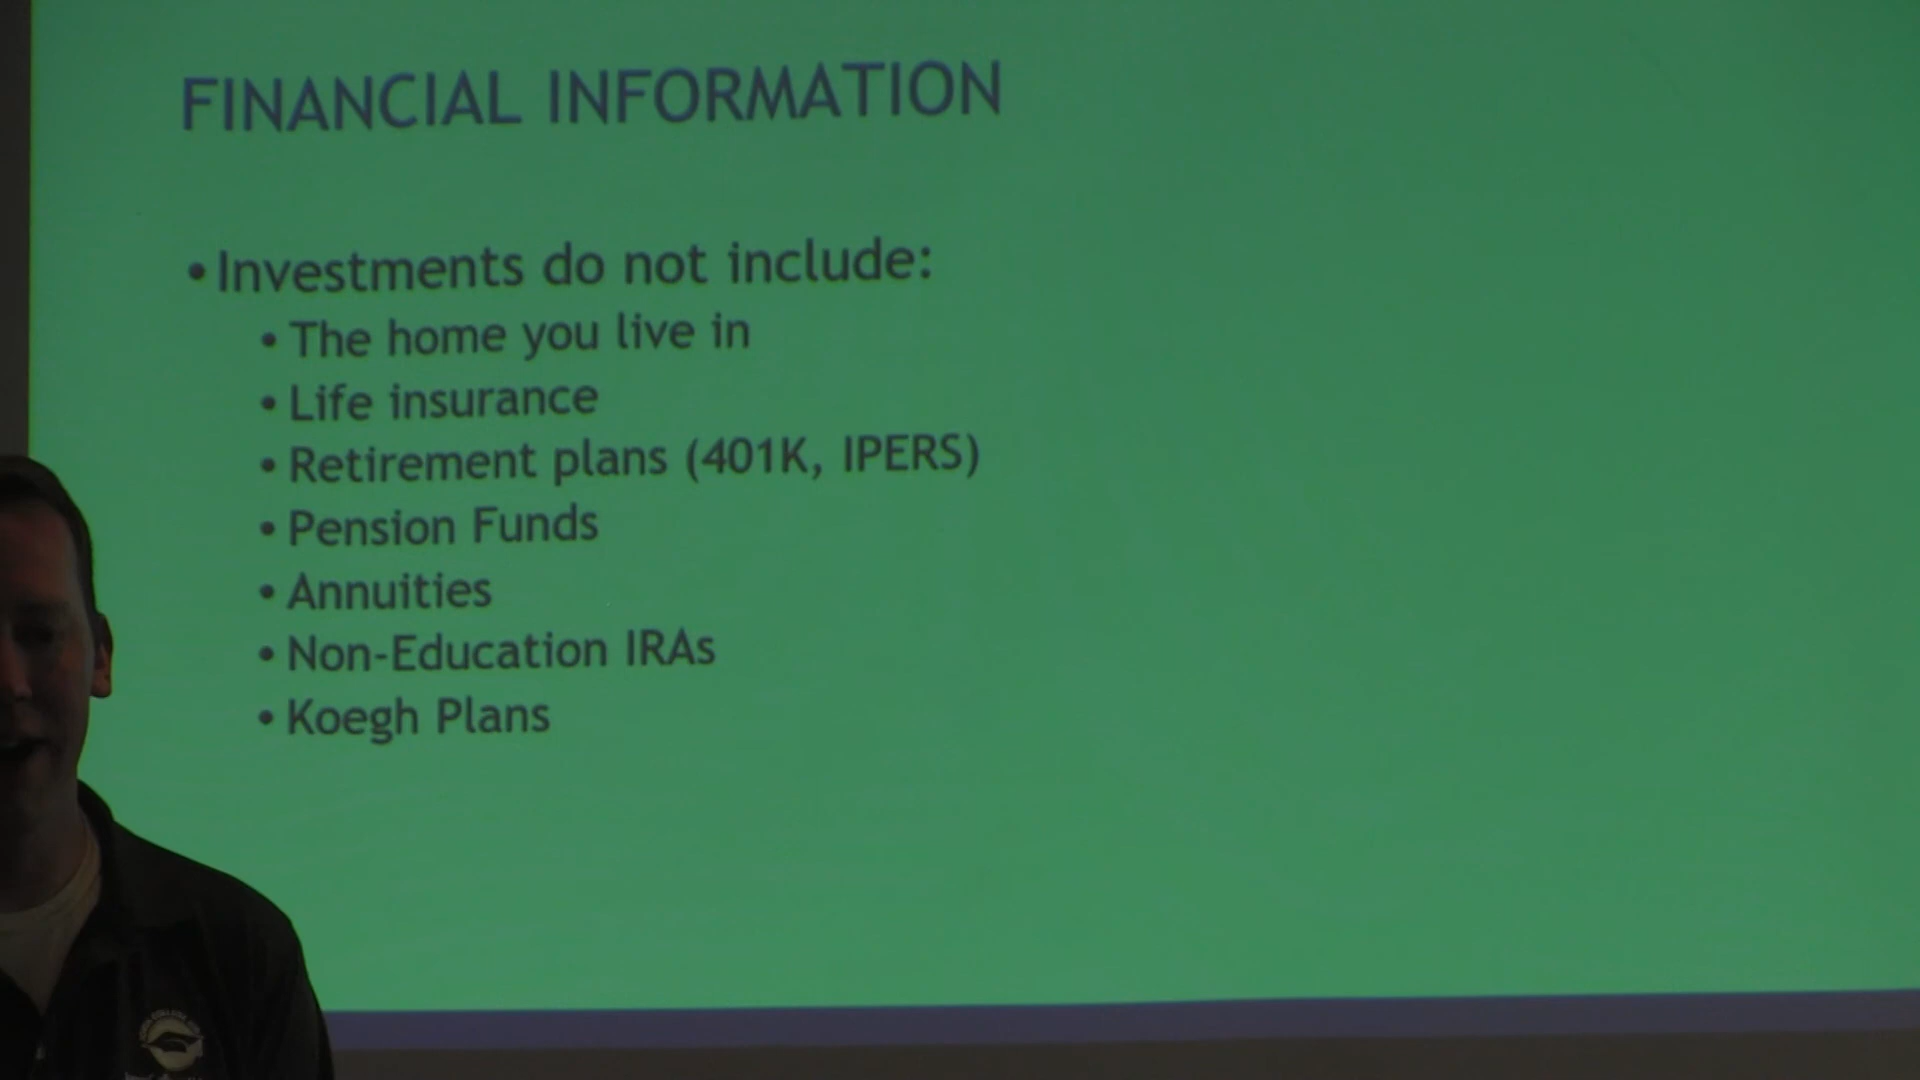 FINANCIAL INFORMATION
• Investments do not include:
• The home you live in
• Life insurance
• Retirement plans (401K, IPERS)
• Pension Funds
• Annuities
• Non-Education IRAs
• Koegh Plans